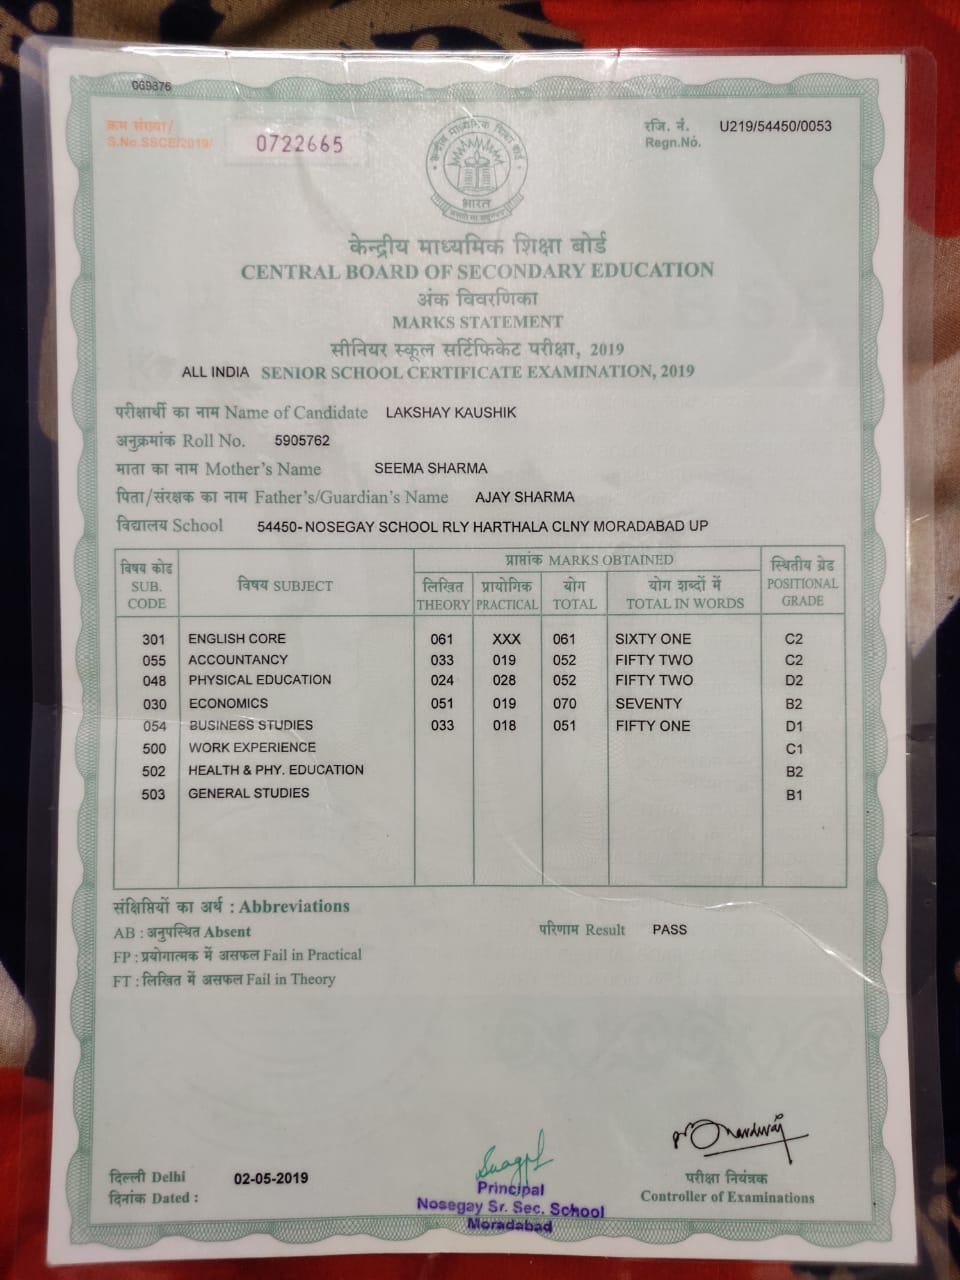 069376
क्रम संख्या/
S.No.SSCE/2019/ 0722665
रजि. नं. U219/54450/0053
Regn.No.
भारत
केन्द्रीय माध्यमिक शिक्षा बोर्ड
CENTRAL BOARD OF SECONDARY EDUCATION
अंक विवरणिका
MARKS STATEMENT
सीनियर स्कूल सर्टिफिकेट परीक्षा, 2019
ALL INDIA SENIOR SCHOOL CERTIFICATE EXAMINATION, 2019
परीक्षार्थी का नाम Name of Candidate LAKSHAY KAUSHIK
अनुक्रमांक Roll No. 5905762
माता का नाम Mother's Name SEEMA SHARMA
पिता/संरक्षक का नाम Father's/Guardian's Name AJAY SHARMA
विद्यालय School 54450-NOSEGAY SCHOOL RLY HARTHALA CLNY MORADABAD UP
विषय कोड SUB. CODE विषय SUBJECT प्राप्तांक MARKS OBTAINED स्थितीय ग्रेड POSITIONAL GRADE
लिखित THEORY प्रायोगिक PRACTICAL योग TOTAL योग शब्दों में TOTAL IN WORDS
301 ENGLISH CORE 061 XXX 061 SIXTY ONE C2
055 ACCOUNTANCY 033 019 052 FIFTY TWO C2
048 PHYSICAL EDUCATION 024 028 052 FIFTY TWO D2
030 ECONOMICS 051 019 070 SEVENTY B2
054 BUSINESS STUDIES 033 018 051 FIFTY ONE D1
500 WORK EXPERIENCE C1
502 HEALTH & PHY. EDUCATION B2
503 GENERAL STUDIES B1
संक्षिप्तियों का अर्थ : Abbreviations
AB : अनुपस्थित Absent
परिणाम Result PASS
FP : प्रयोगात्मक में असफल Fail in Practical
FT : लिखित में असफल Fail in Theory
दिल्ली Delhi
दिनांक Dated : 02-05-2019
Principal
Nosegay Sr. Sec. School
Moradabad
परीक्षा नियंत्रक
Controller of Examinations